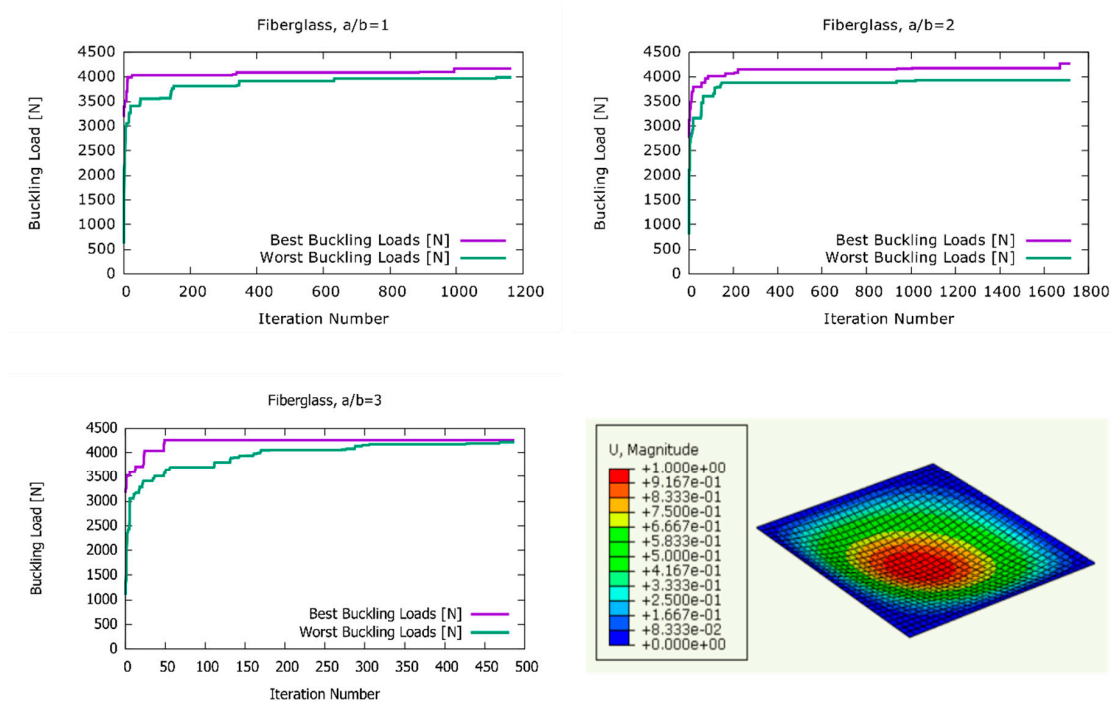 Fiberglass, a/b=1
4500
4000
3500
3000
2500
2000
1500
1000
500
0
Buckling Load [N]
Best Buckling Loads [N]
Worst Buckling Loads [N]
0 200 400 600 800 1000 1200
Iteration Number
Fiberglass, a/b=2
4500
4000
3500
3000
2500
2000
1500
1000
500
0
Buckling Load [N]
Best Buckling Loads [N]
Worst Buckling Loads [N]
0 200 400 600 800 1000 1200 1400 1600 1800
Iteration Number
Fiberglass, a/b=3
4500
4000
3500
3000
2500
2000
1500
1000
500
0
Buckling Load [N]
Best Buckling Loads [N]
Worst Buckling Loads [N]
0 50 100 150 200 250 300 350 400 450 500
Iteration Number
U, Magnitude
+1.000e+00
+9.167e-01
+8.333e-01
+7.500e-01
+6.667e-01
+5.833e-01
+5.000e-01
+4.167e-01
+3.333e-01
+2.500e-01
+1.667e-01
+8.333e-02
+0.000e+00